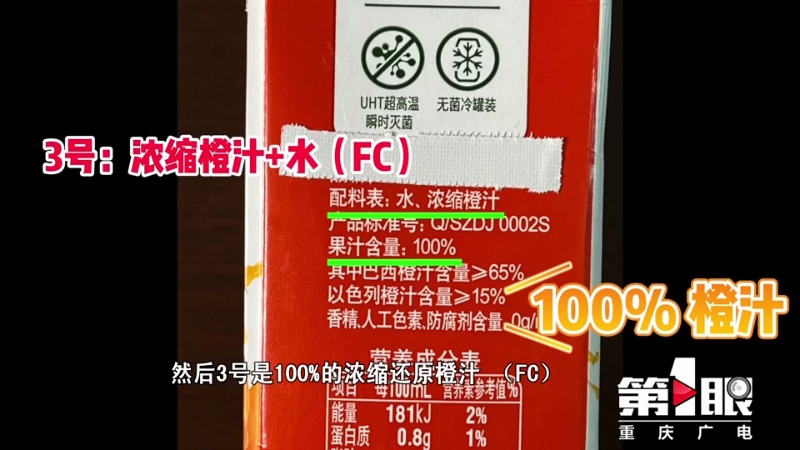 UHT超高温
瞬时灭菌
无菌冷罐装
3号：浓缩橙汁+水（FC）
配料表：水、浓缩橙汁
产品标准号：Q/SZDJ 0002S
果汁含量：100%
其中巴西橙汁含量≥65%
以色列橙汁含量≥15%
香精、人工色素、防腐剂含量：0g/
100% 橙汁
营养成分表
然后3号是100%的浓缩还原橙汁 （FC）
项目 每100mL 营养素参考值%
能量 181kJ 2%
蛋白质 0.8g 1%
第1眼
重庆广电